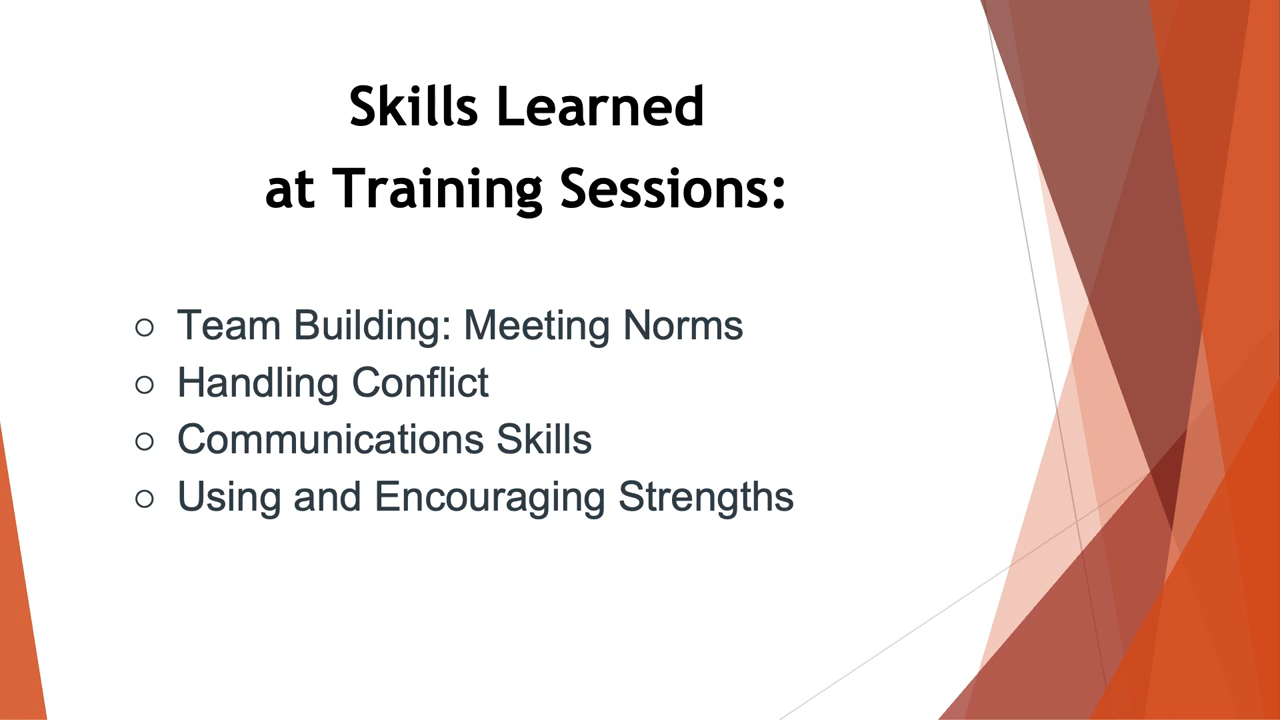 Skills Learned
at Training Sessions:
○ Team Building: Meeting Norms
○ Handling Conflict
○ Communications Skills
○ Using and Encouraging Strengths